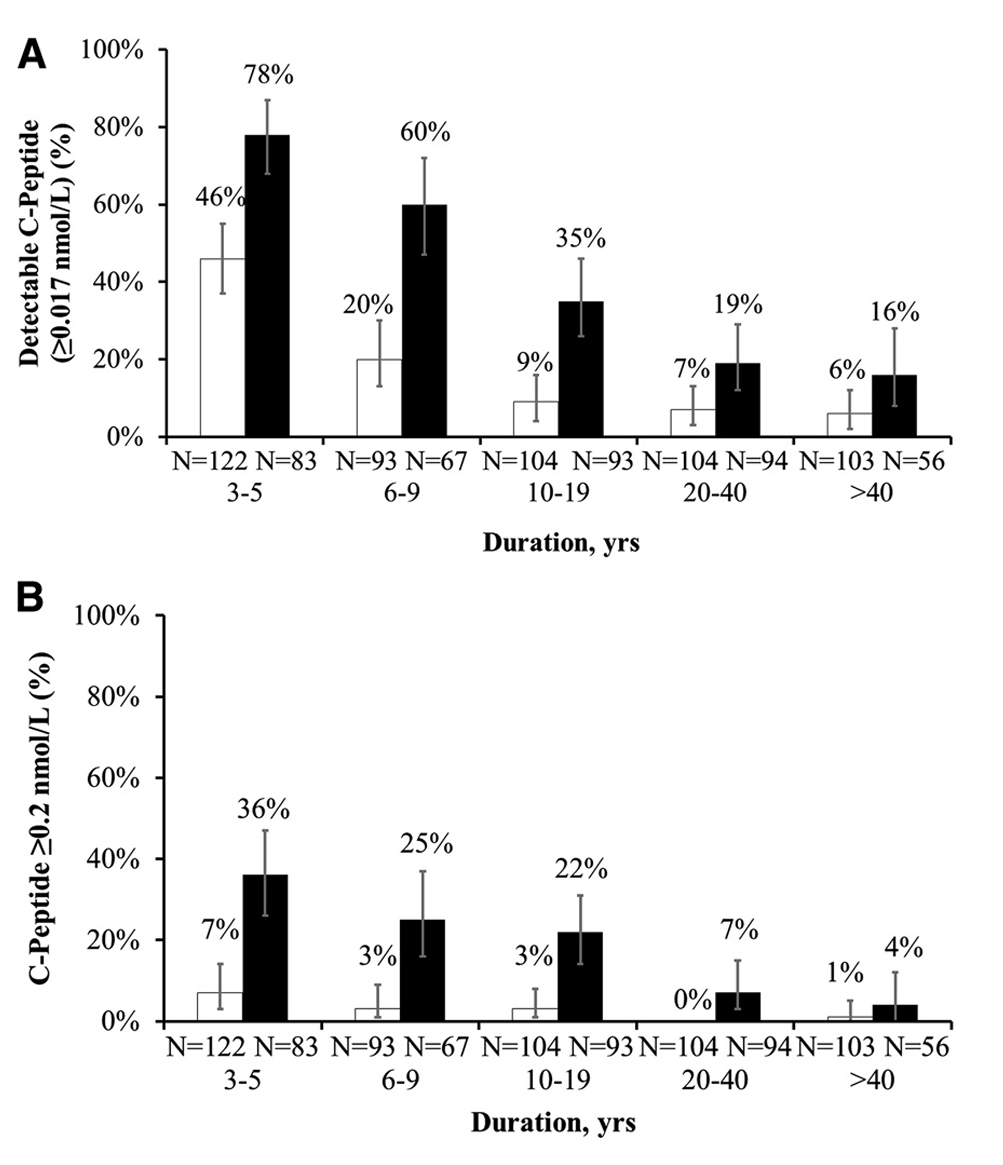 A
Detectable C-Peptide
(≥0.017 nmol/L) (%)
100%
80%
60%
40%
20%
0%
46%
78%
20%
60%
9%
35%
7%
19%
6%
16%
N=122 N=83 N=93 N=67 N=104 N=93 N=104 N=94 N=103 N=56
3-5 6-9 10-19 20-40 >40
Duration, yrs
B
C-Peptide ≥0.2 nmol/L (%)
100%
80%
60%
40%
20%
0%
7%
36%
3%
25%
3%
22%
0%
7%
1%
4%
N=122 N=83 N=93 N=67 N=104 N=93 N=104 N=94 N=103 N=56
3-5 6-9 10-19 20-40 >40
Duration, yrs